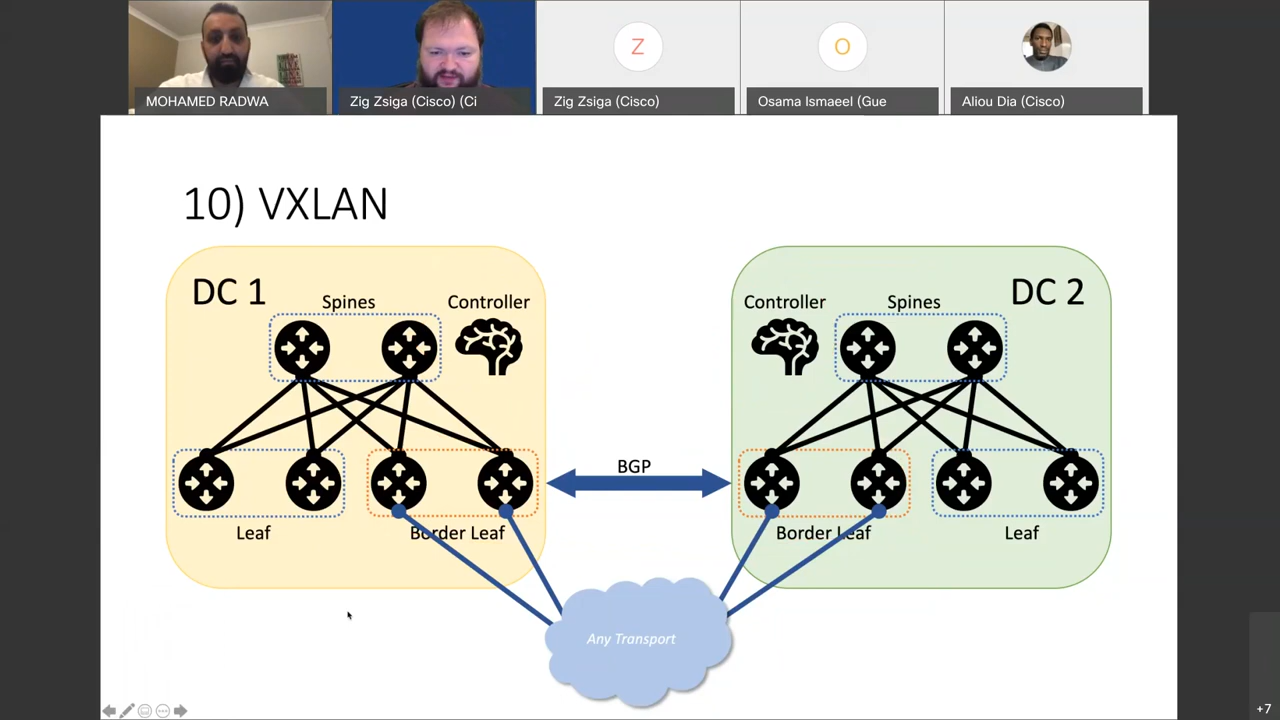 MOHAMED RADWA
Zig Zsiga (Cisco) (Ci
Z
Zig Zsiga (Cisco)
O
Osama Ismaeel (Gue
Aliou Dia (Cisco)
10) VXLAN
DC 1
Spines
Controller
Leaf
Border Leaf
BGP
Controller
Spines
DC 2
Border Leaf
Leaf
Any Transport
+7